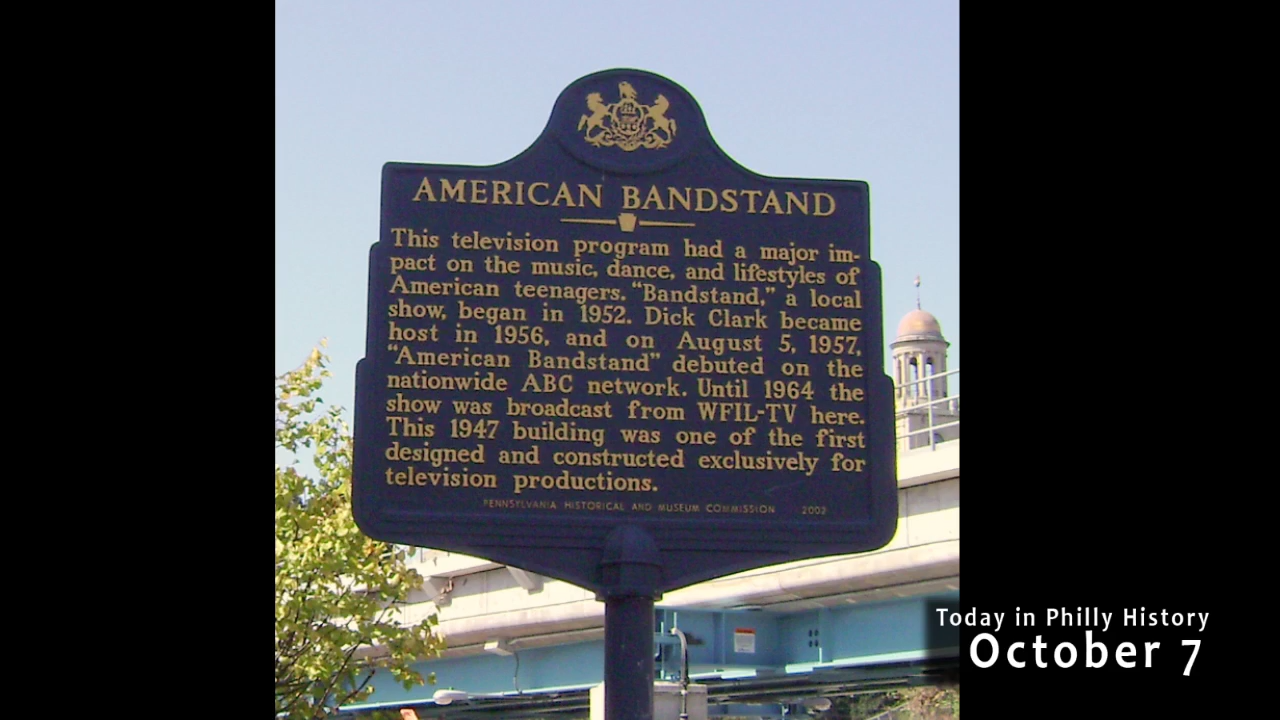 AMERICAN BANDSTAND
This television program had a major im-
pact on the music, dance, and lifestyles of
American teenagers. "Bandstand," a local
show, began in 1952. Dick Clark became
host in 1956, and on August 5, 1957,
"American Bandstand" debuted on the
nationwide ABC network. Until 1964 the
show was broadcast from WFIL-TV here.
This 1947 building was one of the first
designed and constructed exclusively for
television productions.
PENNSYLVANIA HISTORICAL AND MUSEUM COMMISSION 2002
Today in Philly History
October 7